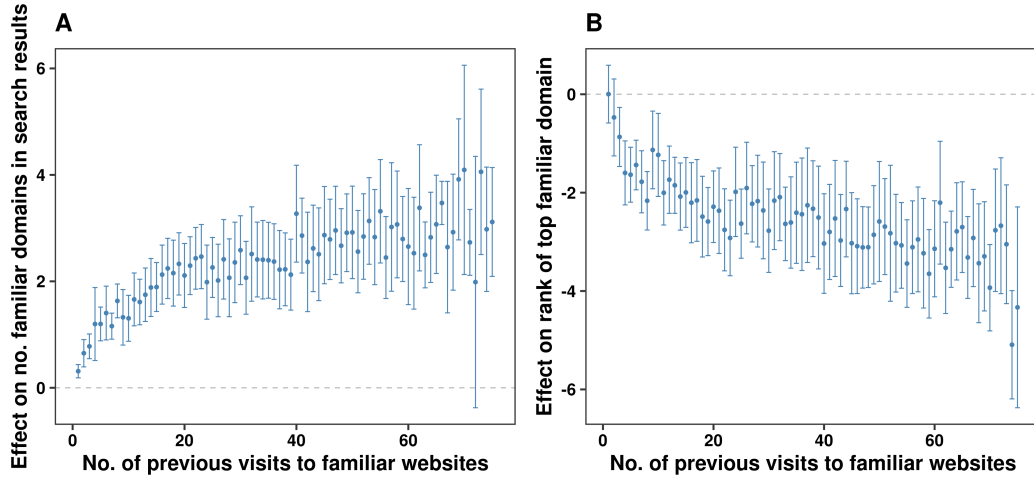 A
Effect on no. familiar domains in search results
6
4
2
0
0
20
40
60
No. of previous visits to familiar websites
B
Effect on rank of top familiar domain
0
-2
-4
-6
0
20
40
60
No. of previous visits to familiar websites